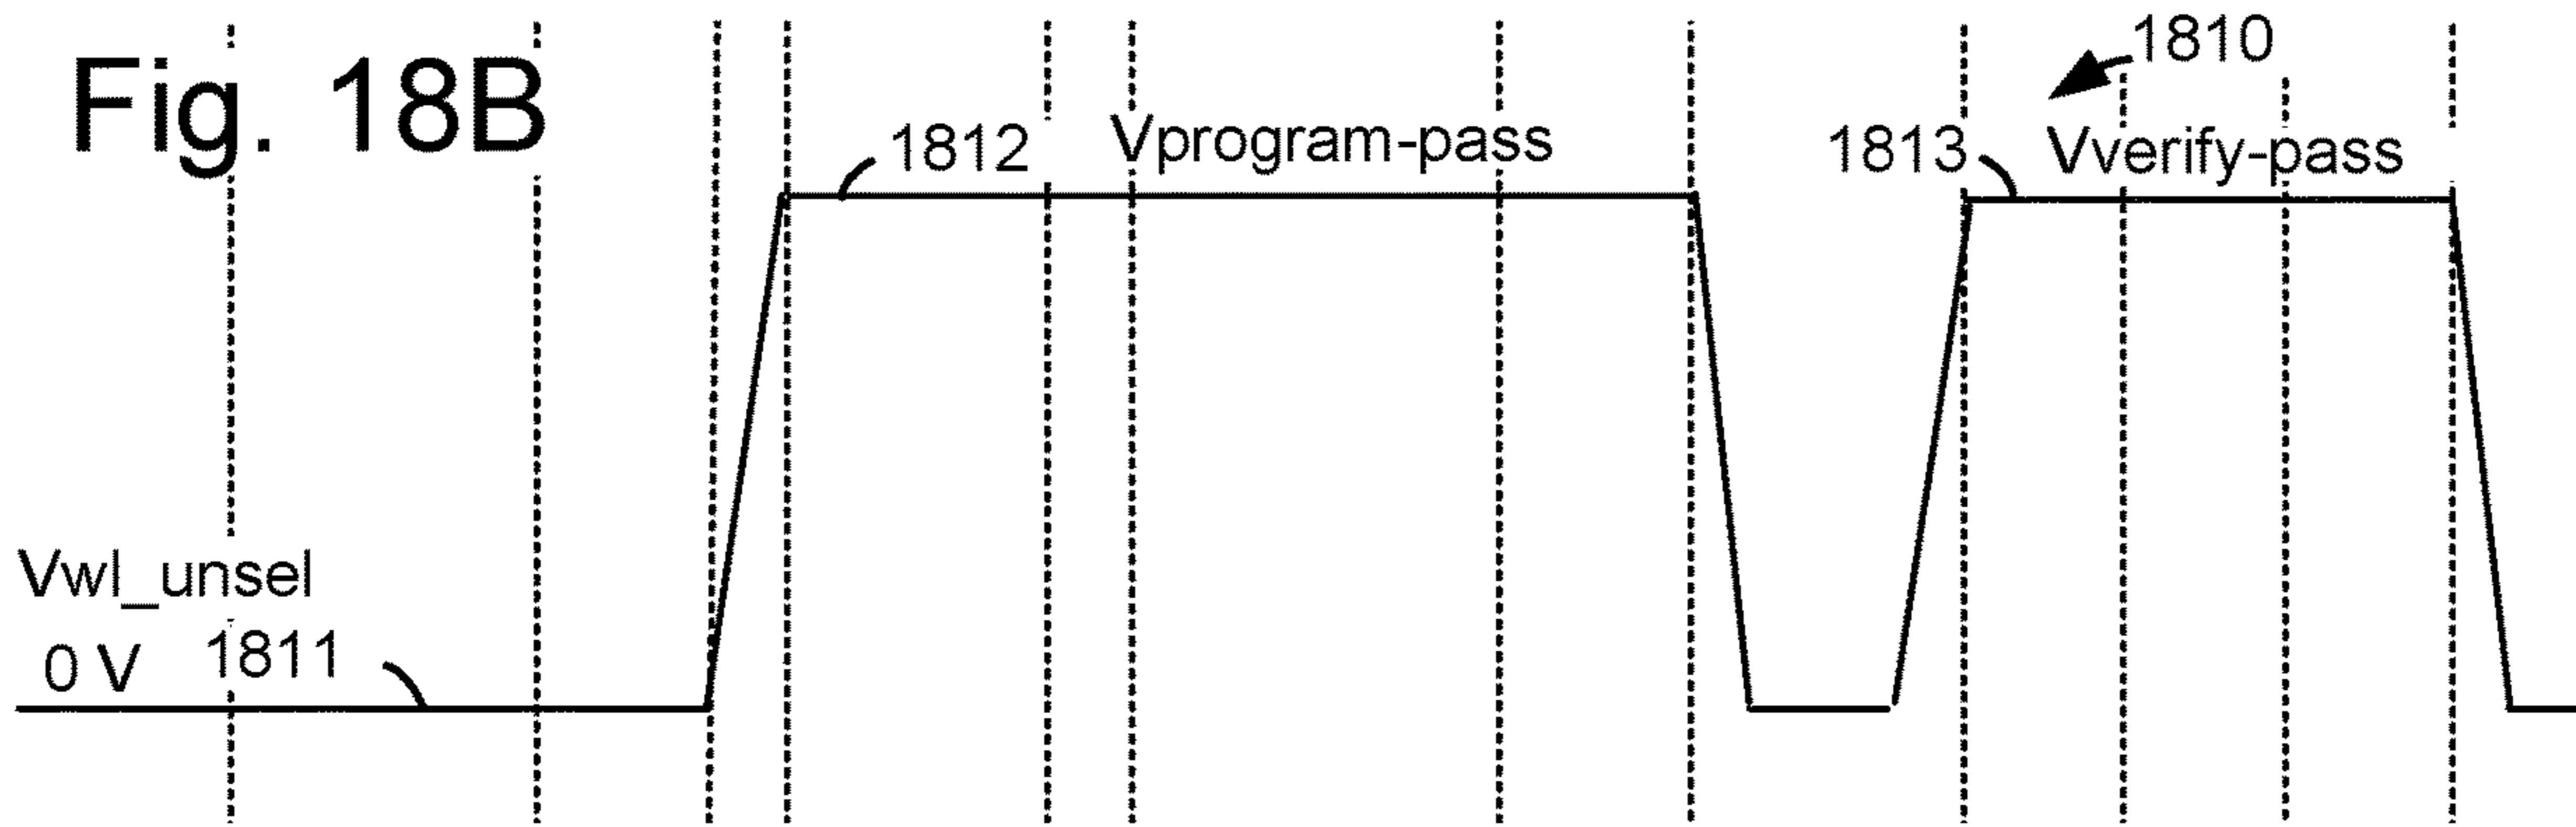 Fig. 18B
1810
1812
Vprogram-pass
1813
Vverify-pass
Vwl_unsel
0 V
1811